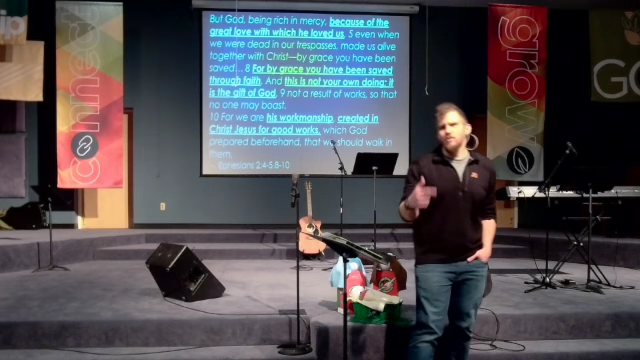 But God, being rich in mercy, because of the
great love with which he loved us, 5 even when
we were dead in our trespasses, made us alive
together with Christ—by grace you have been
saved... 8 For by grace you have been saved
through faith. And this is not your own doing; it
is the gift of God, 9 not a result of works, so that
no one may boast.
10 For we are his workmanship, created in
Christ Jesus for good works, which God
prepared beforehand, that we should walk in
them.
Ephesians 2:4-5,8-10
connect
grow
GO